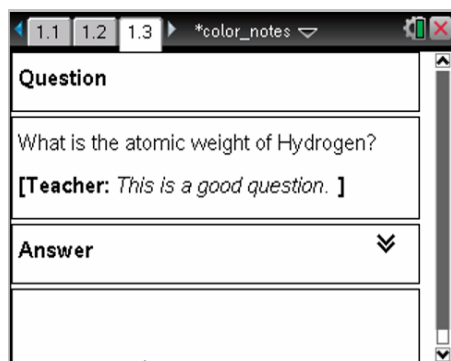 1.1 1.2 1.3 *color_notes
Question
What is the atomic weight of Hydrogen?
[Teacher: This is a good question. ]
Answer